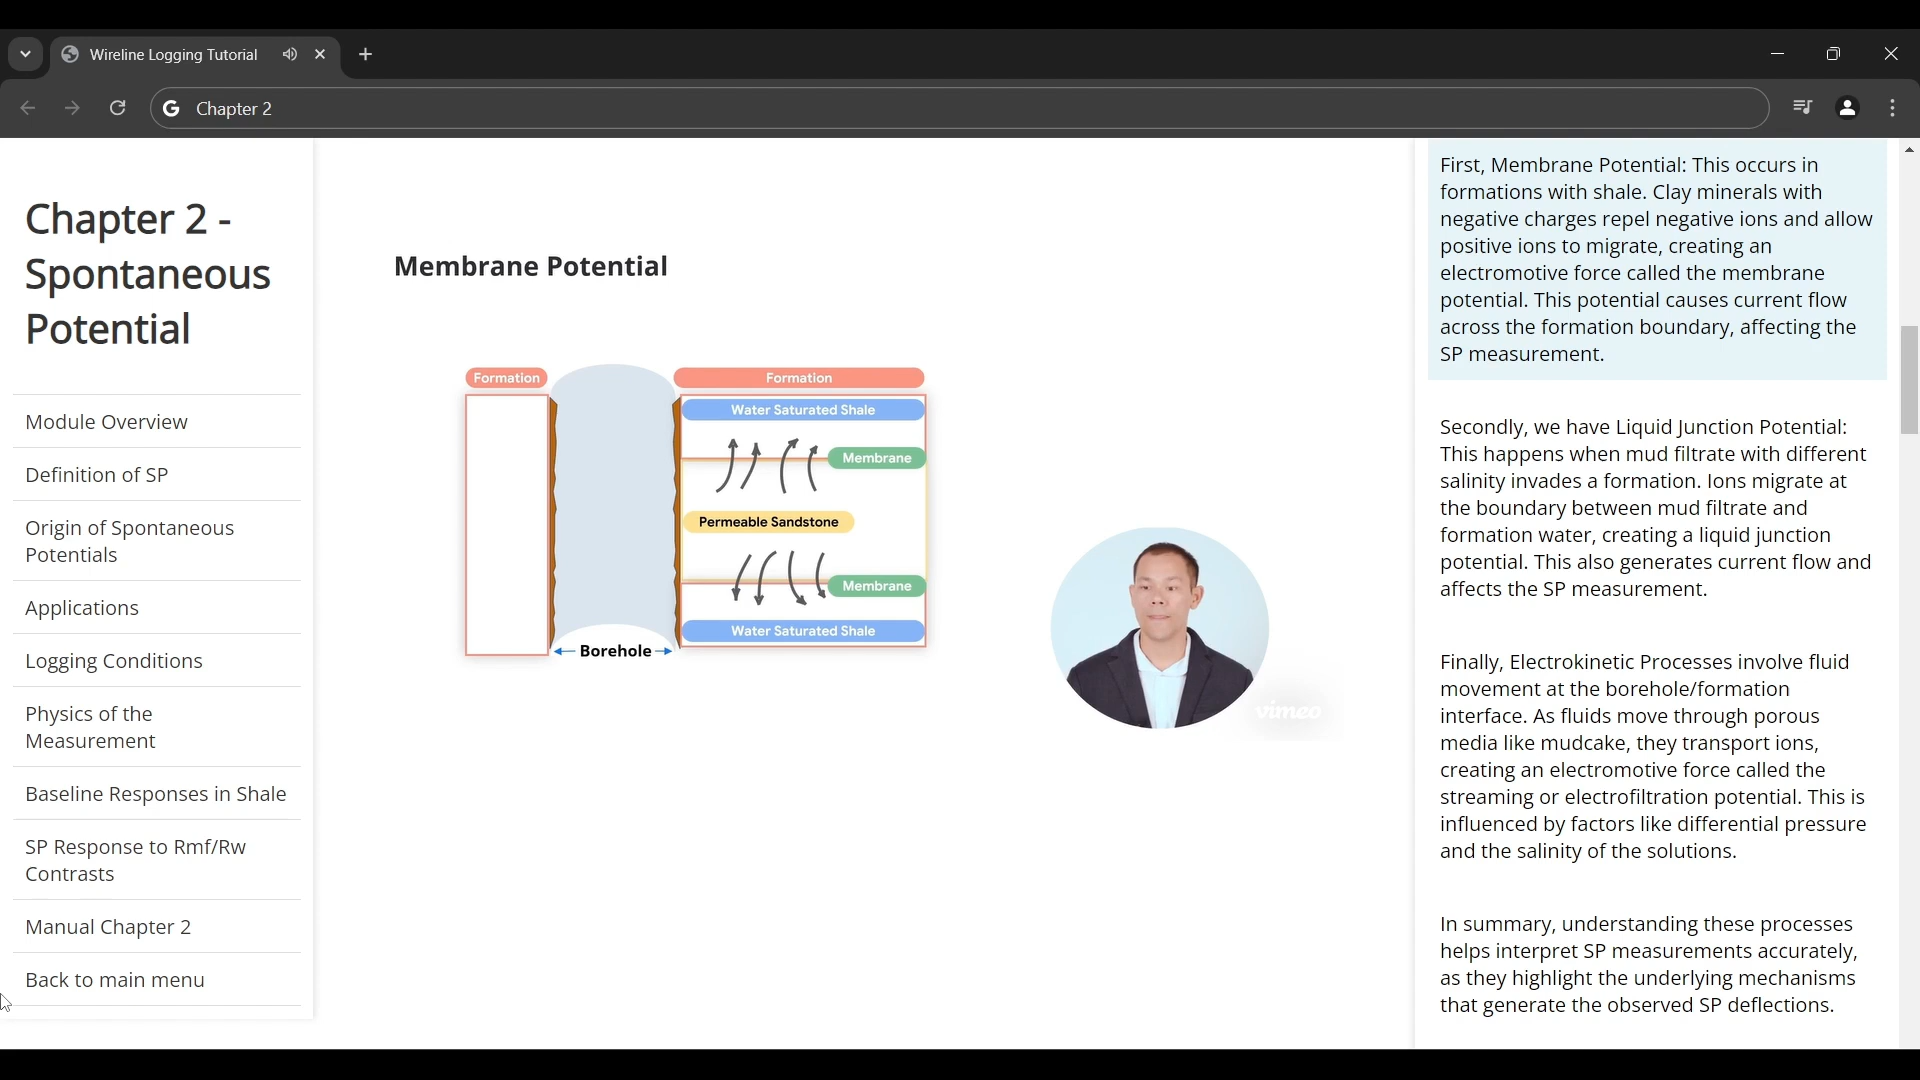 Wireline Logging Tutorial
Chapter 2
Chapter 2 -
Spontaneous
Potential
Module Overview
Definition of SP
Origin of Spontaneous
Potentials
Applications
Logging Conditions
Physics of the
Measurement
Baseline Responses in Shale
SP Response to Rmf/Rw
Contrasts
Manual Chapter 2
Back to main menu
Membrane Potential
Formation
Formation
Water Saturated Shale
Membrane
Permeable Sandstone
Membrane
Water Saturated Shale
Borehole
vimeo
First, Membrane Potential: This occurs in
formations with shale. Clay minerals with
negative charges repel negative ions and allow
positive ions to migrate, creating an
electromotive force called the membrane
potential. This potential causes current flow
across the formation boundary, affecting the
SP measurement.
Secondly, we have Liquid Junction Potential:
This happens when mud filtrate with different
salinity invades a formation. Ions migrate at
the boundary between mud filtrate and
formation water, creating a liquid junction
potential. This also generates current flow and
affects the SP measurement.
Finally, Electrokinetic Processes involve fluid
movement at the borehole/formation
interface. As fluids move through porous
media like mudcake, they transport ions,
creating an electromotive force called the
streaming or electrofiltration potential. This is
influenced by factors like differential pressure
and the salinity of the solutions.
In summary, understanding these processes
helps interpret SP measurements accurately,
as they highlight the underlying mechanisms
that generate the observed SP deflections.